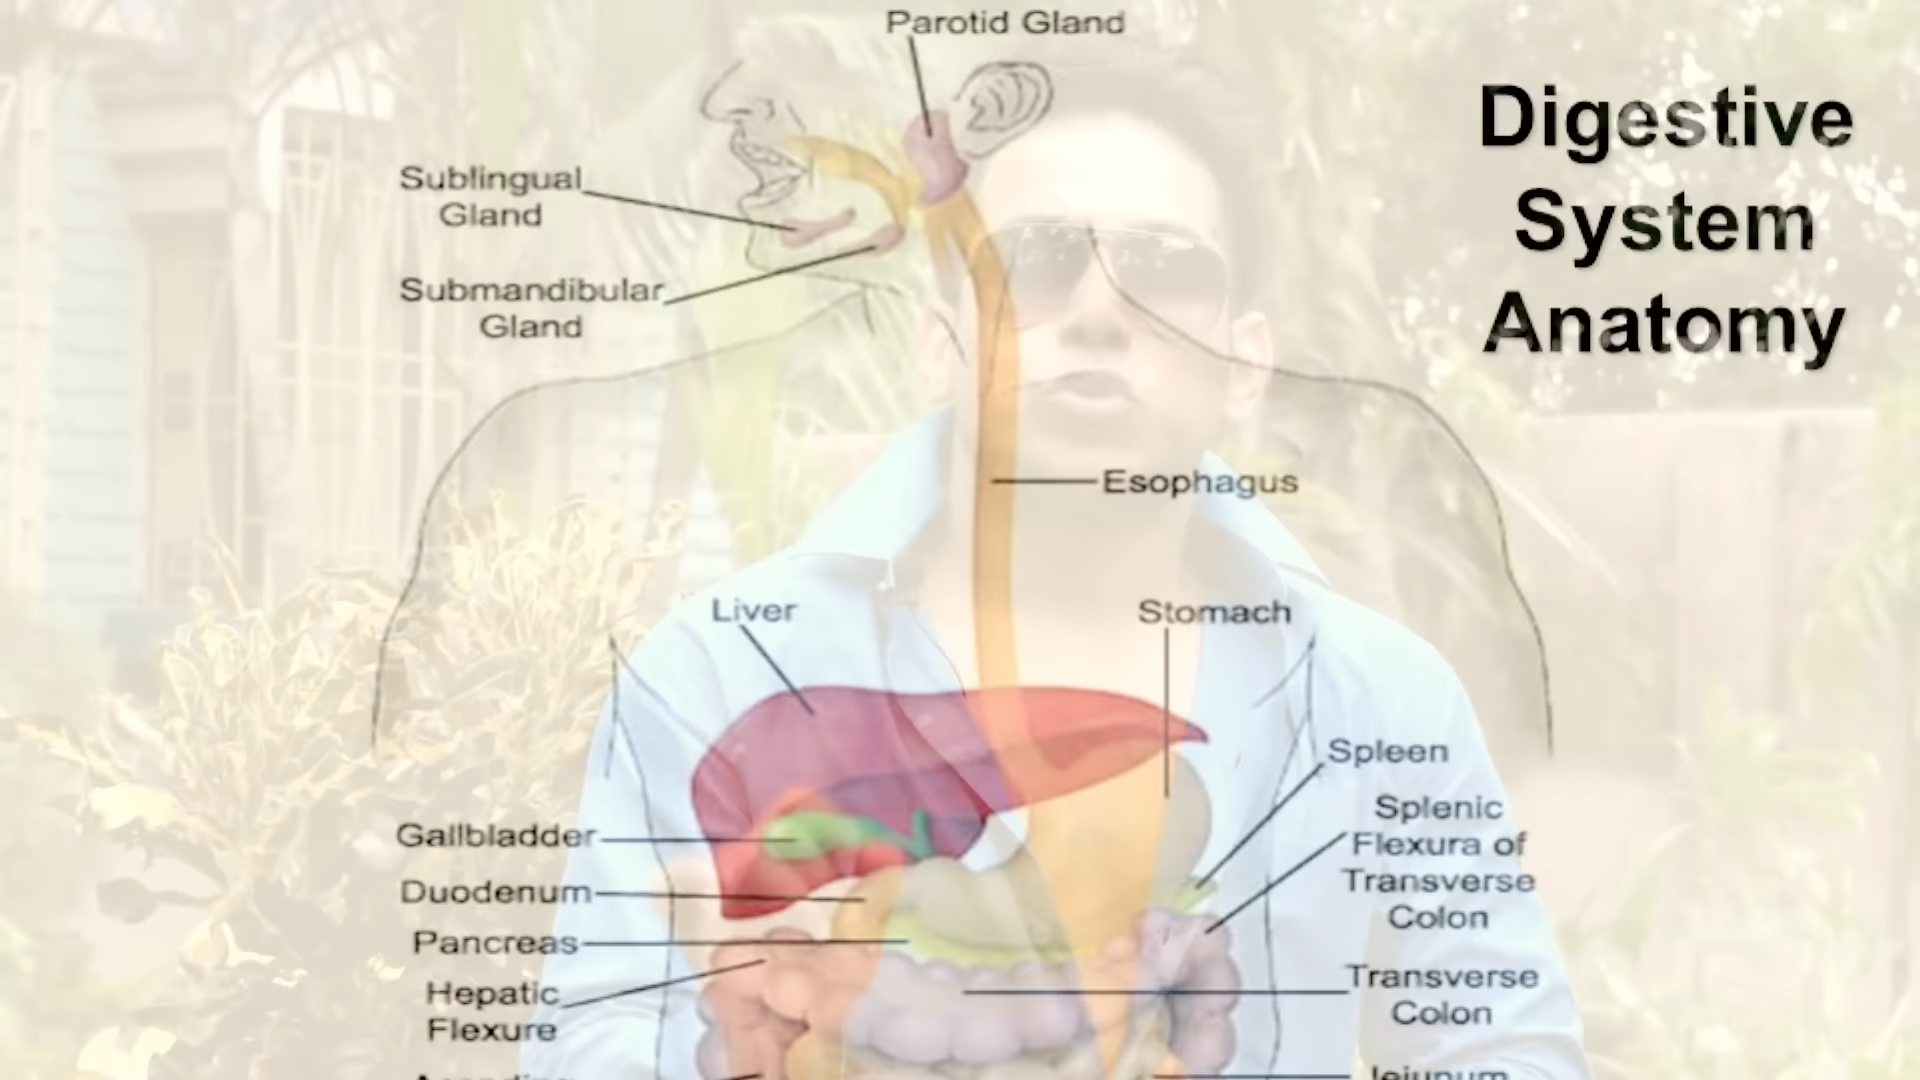 Parotid Gland
Digestive
System
Anatomy
Sublingual
Gland
Submandibular
Gland
Esophagus
Liver
Stomach
Spleen
Splenic
Flexura of
Transverse
Colon
Gallbladder
Duodenum
Pancreas
Hepatic
Flexure
Transverse
Colon
Jejunum